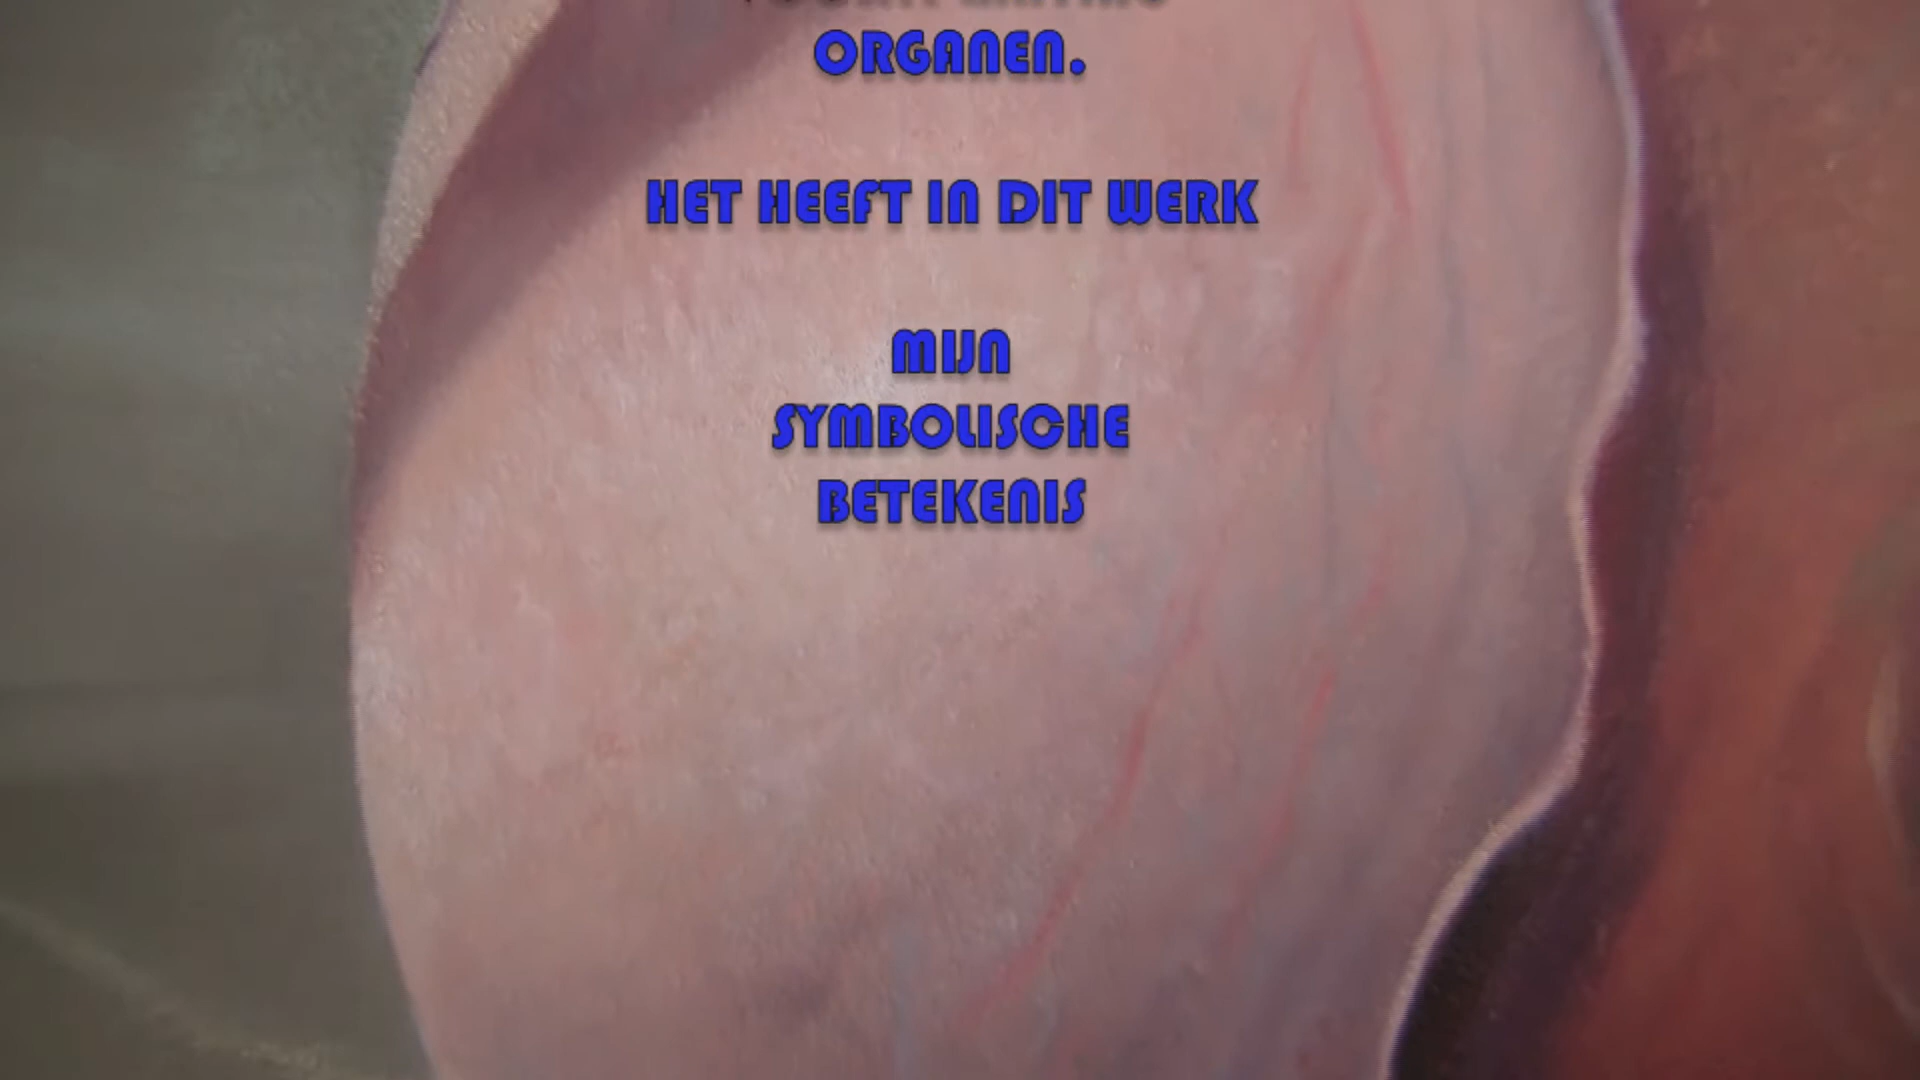 ORGANEN.
HET HEEFT IN DIT WERK
MIJN
SYMBOLISCHE
BETEKENIS